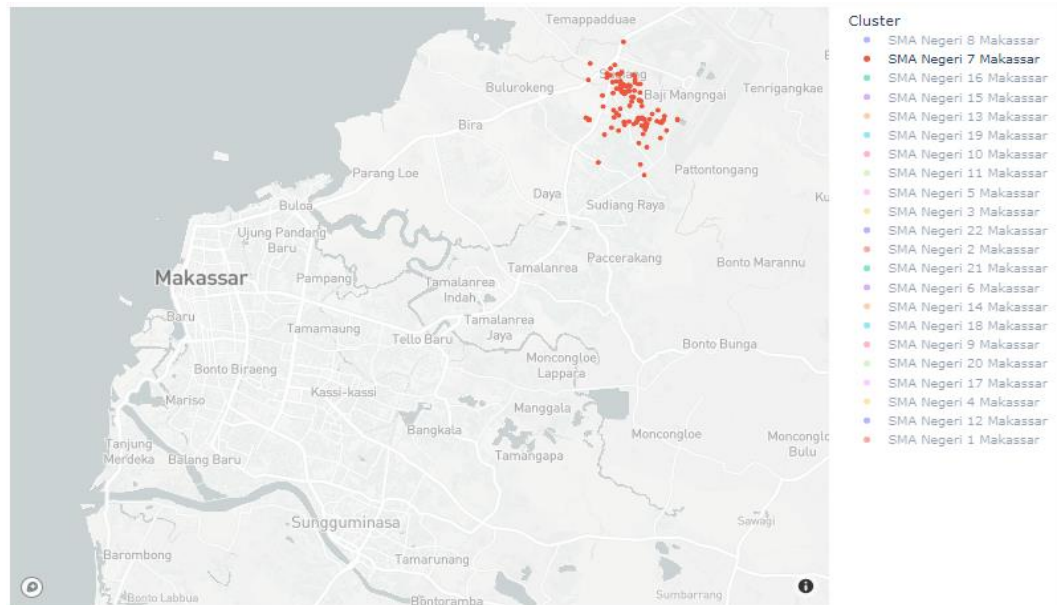 Temappadduae
Bulurokeng
Baji Mangngai
Tenrigangkae
Bira
Parang Loe
Pattontongang
Daya
Buloa
Sudiang Raya
Ujung Pandang
Baru
Paccerakang
Bonto Marannu
Makassar
Pampang
Tamalanrea
Tamalanrea
Indah
Baru
Tamamaung
Tello Baru
Tamalanrea
Jaya
Bonto Bunga
Moncongloe
Lappara
Bonto Biraeng
Kassi-kassi
Mariso
Manggala
Bangkala
Moncongloe
Tanjung
Merdeka
Balang Baru
Tamangapa
Bulu
Sungguminasa
Sawagi
Barombong
Tamarunang
Bonto Labbua
Bontoramba
Sumbarrang
Cluster
SMA Negeri 8 Makassar
SMA Negeri 7 Makassar
SMA Negeri 16 Makassar
SMA Negeri 15 Makassar
SMA Negeri 13 Makassar
SMA Negeri 19 Makassar
SMA Negeri 10 Makassar
SMA Negeri 11 Makassar
SMA Negeri 5 Makassar
SMA Negeri 3 Makassar
SMA Negeri 22 Makassar
SMA Negeri 2 Makassar
SMA Negeri 21 Makassar
SMA Negeri 6 Makassar
SMA Negeri 14 Makassar
SMA Negeri 18 Makassar
SMA Negeri 9 Makassar
SMA Negeri 20 Makassar
SMA Negeri 17 Makassar
SMA Negeri 4 Makassar
SMA Negeri 12 Makassar
SMA Negeri 1 Makassar